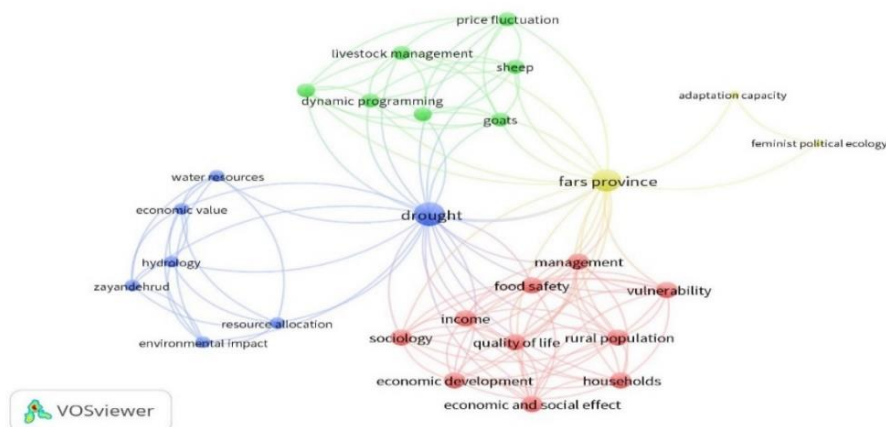 price fluctuation
livestock management
sheep
dynamic programming
goats
adaptation capacity
feminist political ecology
fars province
water resources
economic value
drought
hydrology
zayandehrud
resource allocation
environmental impact
management
food safety
vulnerability
income
sociology
quality of life
rural population
economic development
households
economic and social effect
VOSviewer